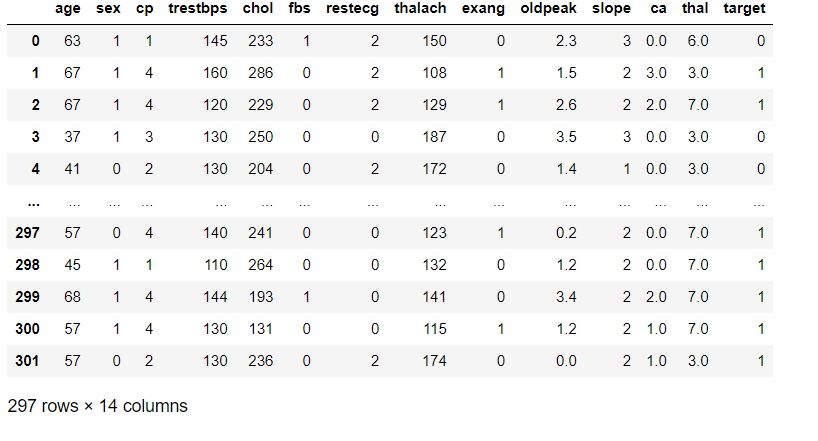 age sex cp trestbps chol fbs restecg thalach exang oldpeak slope ca thal target
0 63 1 1 145 233 1 2 150 0 2.3 3 0.0 6.0 0
1 67 1 4 160 286 0 2 108 1 1.5 2 3.0 3.0 1
2 67 1 4 120 229 0 2 129 1 2.6 2 2.0 7.0 1
3 37 1 3 130 250 0 0 187 0 3.5 3 0.0 3.0 0
4 41 0 2 130 204 0 2 172 0 1.4 1 0.0 3.0 0
... ... ... ... ... ... ... ... ... ... ... ... ... ... ...
297 57 0 4 140 241 0 0 123 1 0.2 2 0.0 7.0 1
298 45 1 1 110 264 0 0 132 0 1.2 2 0.0 7.0 1
299 68 1 4 144 193 1 0 141 0 3.4 2 2.0 7.0 1
300 57 1 4 130 131 0 0 115 1 1.2 2 1.0 7.0 1
301 57 0 2 130 236 0 2 174 0 0.0 2 1.0 3.0 1
297 rows × 14 columns